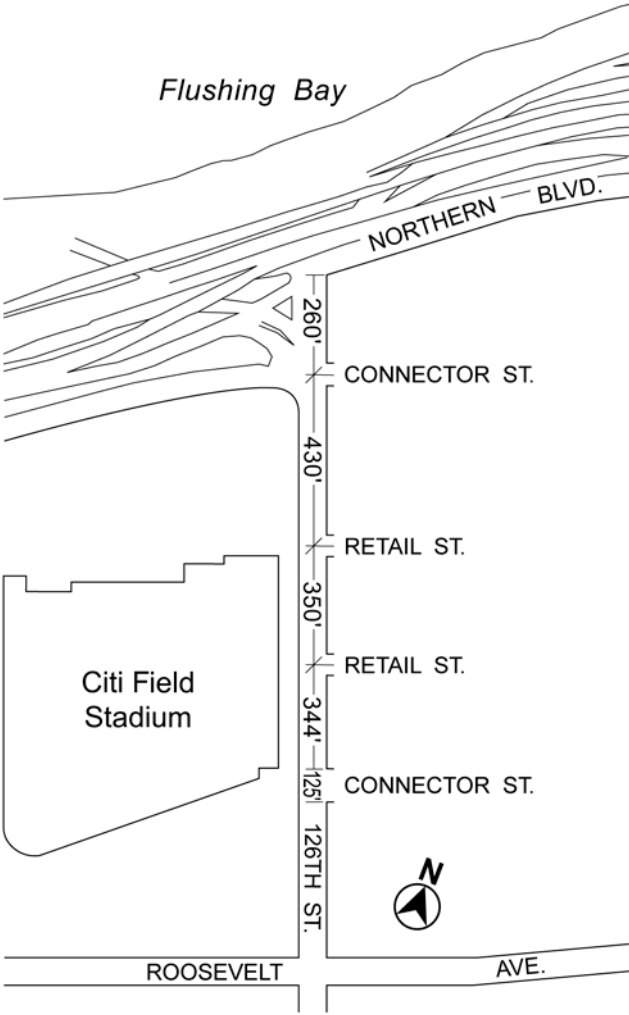 Flushing Bay
NORTHERN BLVD.
260'
CONNECTOR ST.
430'
RETAIL ST.
350'
RETAIL ST.
Citi Field
Stadium
344'
125'
CONNECTOR ST.
126TH ST.
N
ROOSEVELT AVE.